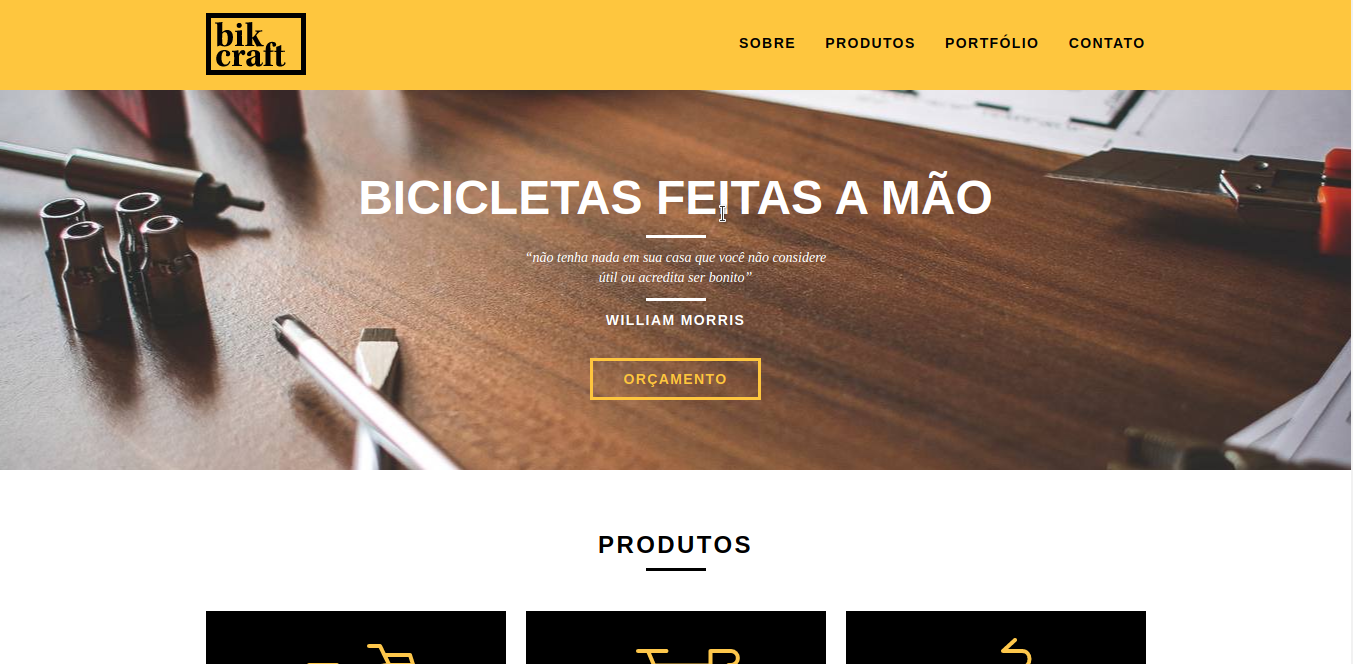 bik
craft
SOBRE PRODUTOS PORTFÓLIO CONTATO
BICICLETAS FEITAS A MÃO
“não tenha nada em sua casa que você não considere
útil ou acredita ser bonito”
WILLIAM MORRIS
ORÇAMENTO
PRODUTOS